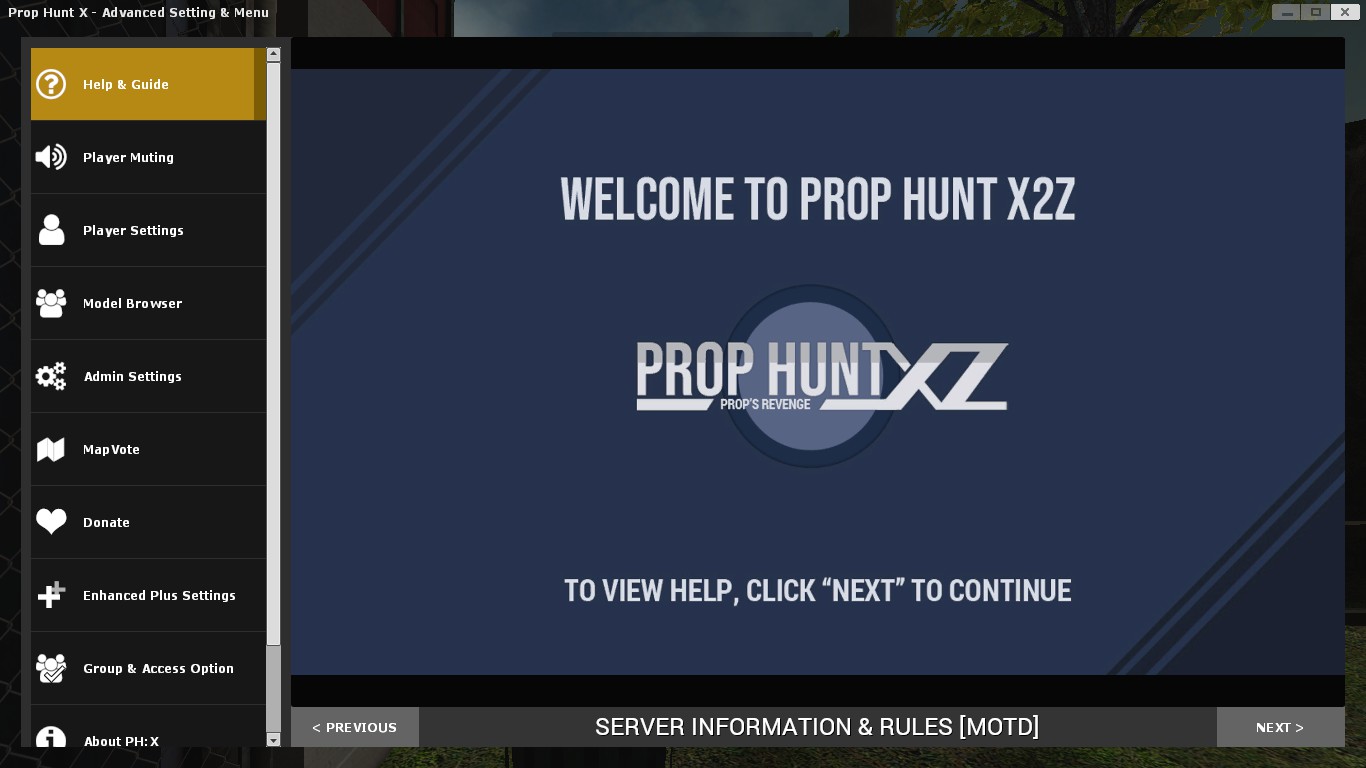 Prop Hunt X - Advanced Setting & Menu
Help & Guide
Player Muting
Player Settings
Model Browser
Admin Settings
MapVote
Donate
Enhanced Plus Settings
Group & Access Option
About PH:X
WELCOME TO PROP HUNT X2Z
PROP HUNT XZ
PROP'S REVENGE
TO VIEW HELP, CLICK “NEXT” TO CONTINUE
< PREVIOUS
SERVER INFORMATION & RULES [MOTD]
NEXT >